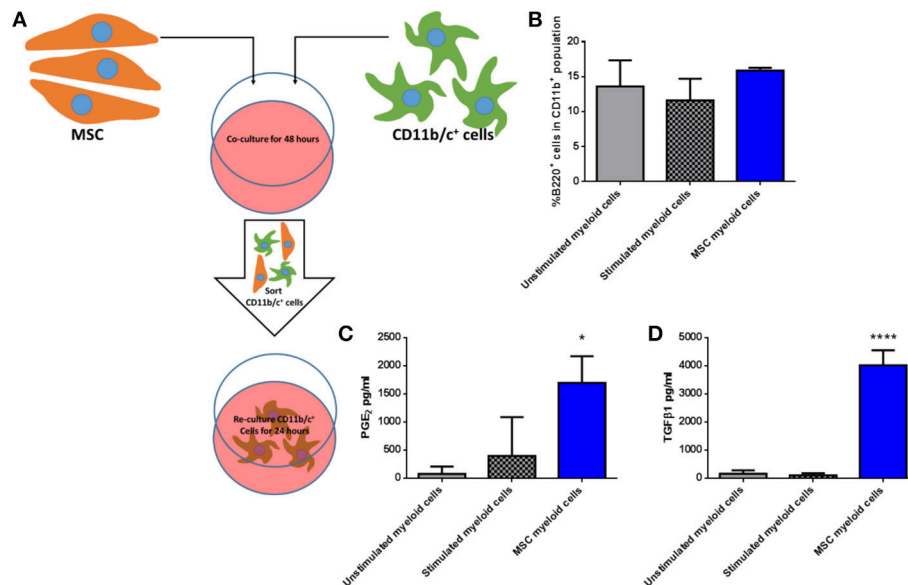 A
MSC
CD11b/c⁺ cells
Co-culture for 48 hours
Sort
CD11b/c⁺ cells
Re-culture CD11b/c⁺
Cells for 24 hours
B
%B220⁺ cells in CD11b⁺ population
20
15
10
5
0
Unstimulated myeloid cells
Stimulated myeloid cells
MSC myeloid cells
C
PGE₂ pg/ml
2500
2000
1500
1000
500
0
*
Unstimulated myeloid cells
Stimulated myeloid cells
MSC myeloid cells
D
TGFβ1 pg/ml
5000
4000
3000
2000
1000
0
****
Unstimulated myeloid cells
Stimulated myeloid cells
MSC myeloid cells